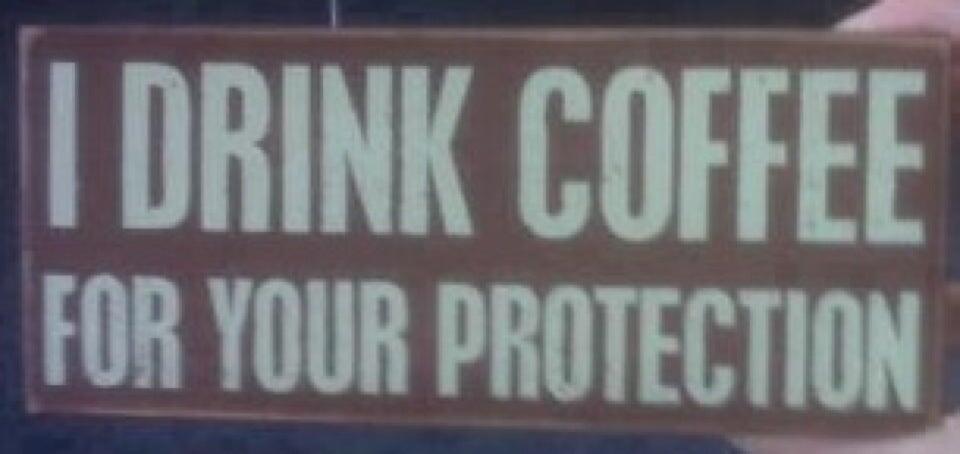 I DRINK COFFEE
FOR YOUR PROTECTION